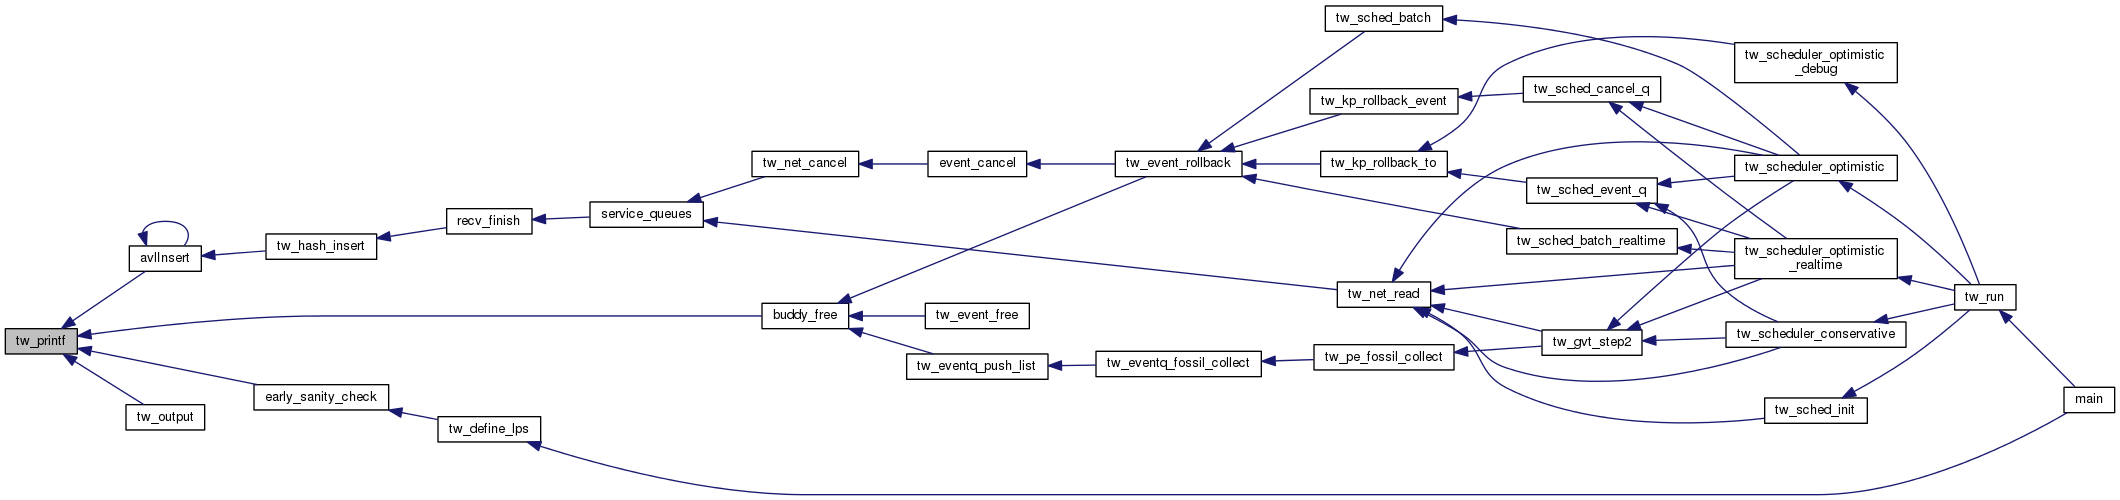 tw_sched_batch
tw_scheduler_optimistic
_debug
tw_kp_rollback_event
tw_sched_cancel_q
tw_net_cancel
event_cancel
tw_event_rollback
tw_kp_rollback_to
tw_scheduler_optimistic
tw_sched_event_q
recv_finish
service_queues
avlInsert
tw_hash_insert
tw_sched_batch_realtime
tw_scheduler_optimistic
_realtime
tw_net_read
tw_run
buddy_free
tw_event_free
tw_printf
tw_gvt_step2
tw_scheduler_conservative
tw_eventq_push_list
tw_eventq_fossil_collect
tw_pe_fossil_collect
early_sanity_check
main
tw_output
tw_define_lps
tw_sched_init